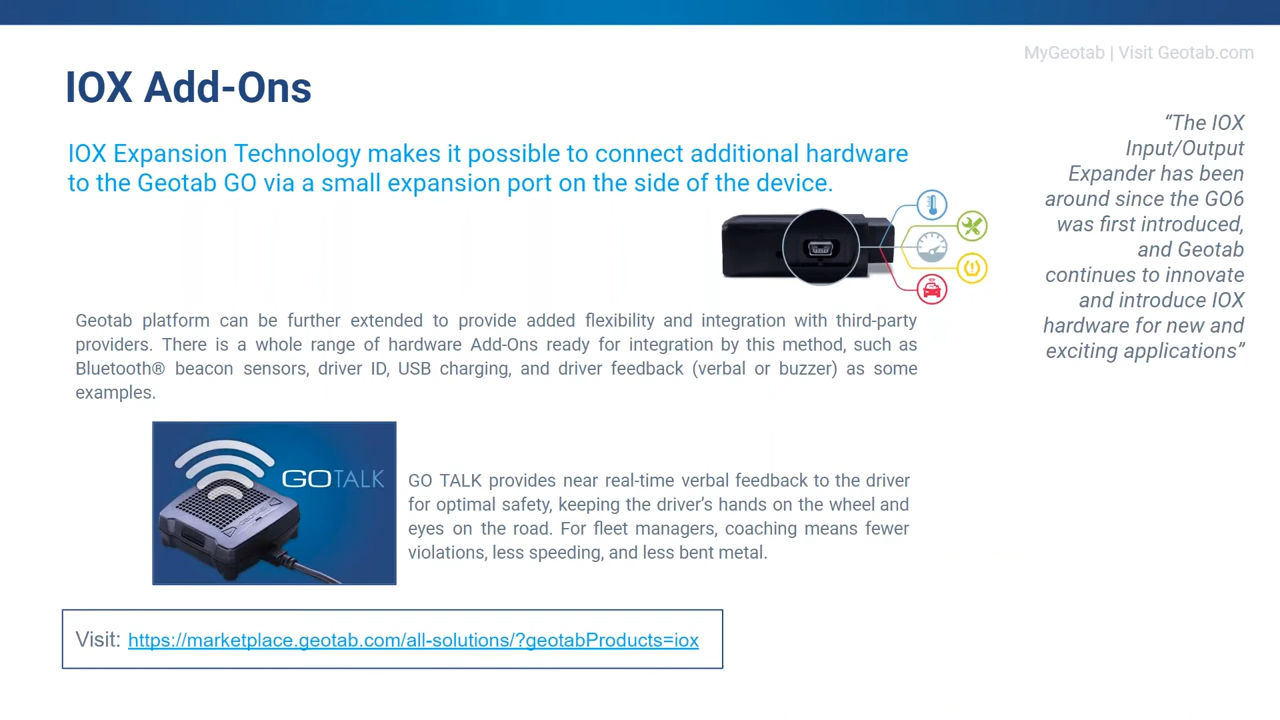 MyGeotab | Visit Geotab.com
IOX Add-Ons
IOX Expansion Technology makes it possible to connect additional hardware
to the Geotab GO via a small expansion port on the side of the device.
“The IOX
Input/Output
Expander has been
around since the GO6
was first introduced,
and Geotab
continues to innovate
and introduce IOX
hardware for new and
exciting applications”
Geotab platform can be further extended to provide added flexibility and integration with third-party
providers. There is a whole range of hardware Add-Ons ready for integration by this method, such as
Bluetooth® beacon sensors, driver ID, USB charging, and driver feedback (verbal or buzzer) as some
examples.
GOTALK
GO TALK provides near real-time verbal feedback to the driver
for optimal safety, keeping the driver’s hands on the wheel and
eyes on the road. For fleet managers, coaching means fewer
violations, less speeding, and less bent metal.
Visit: https://marketplace.geotab.com/all-solutions/?geotabProducts=iox